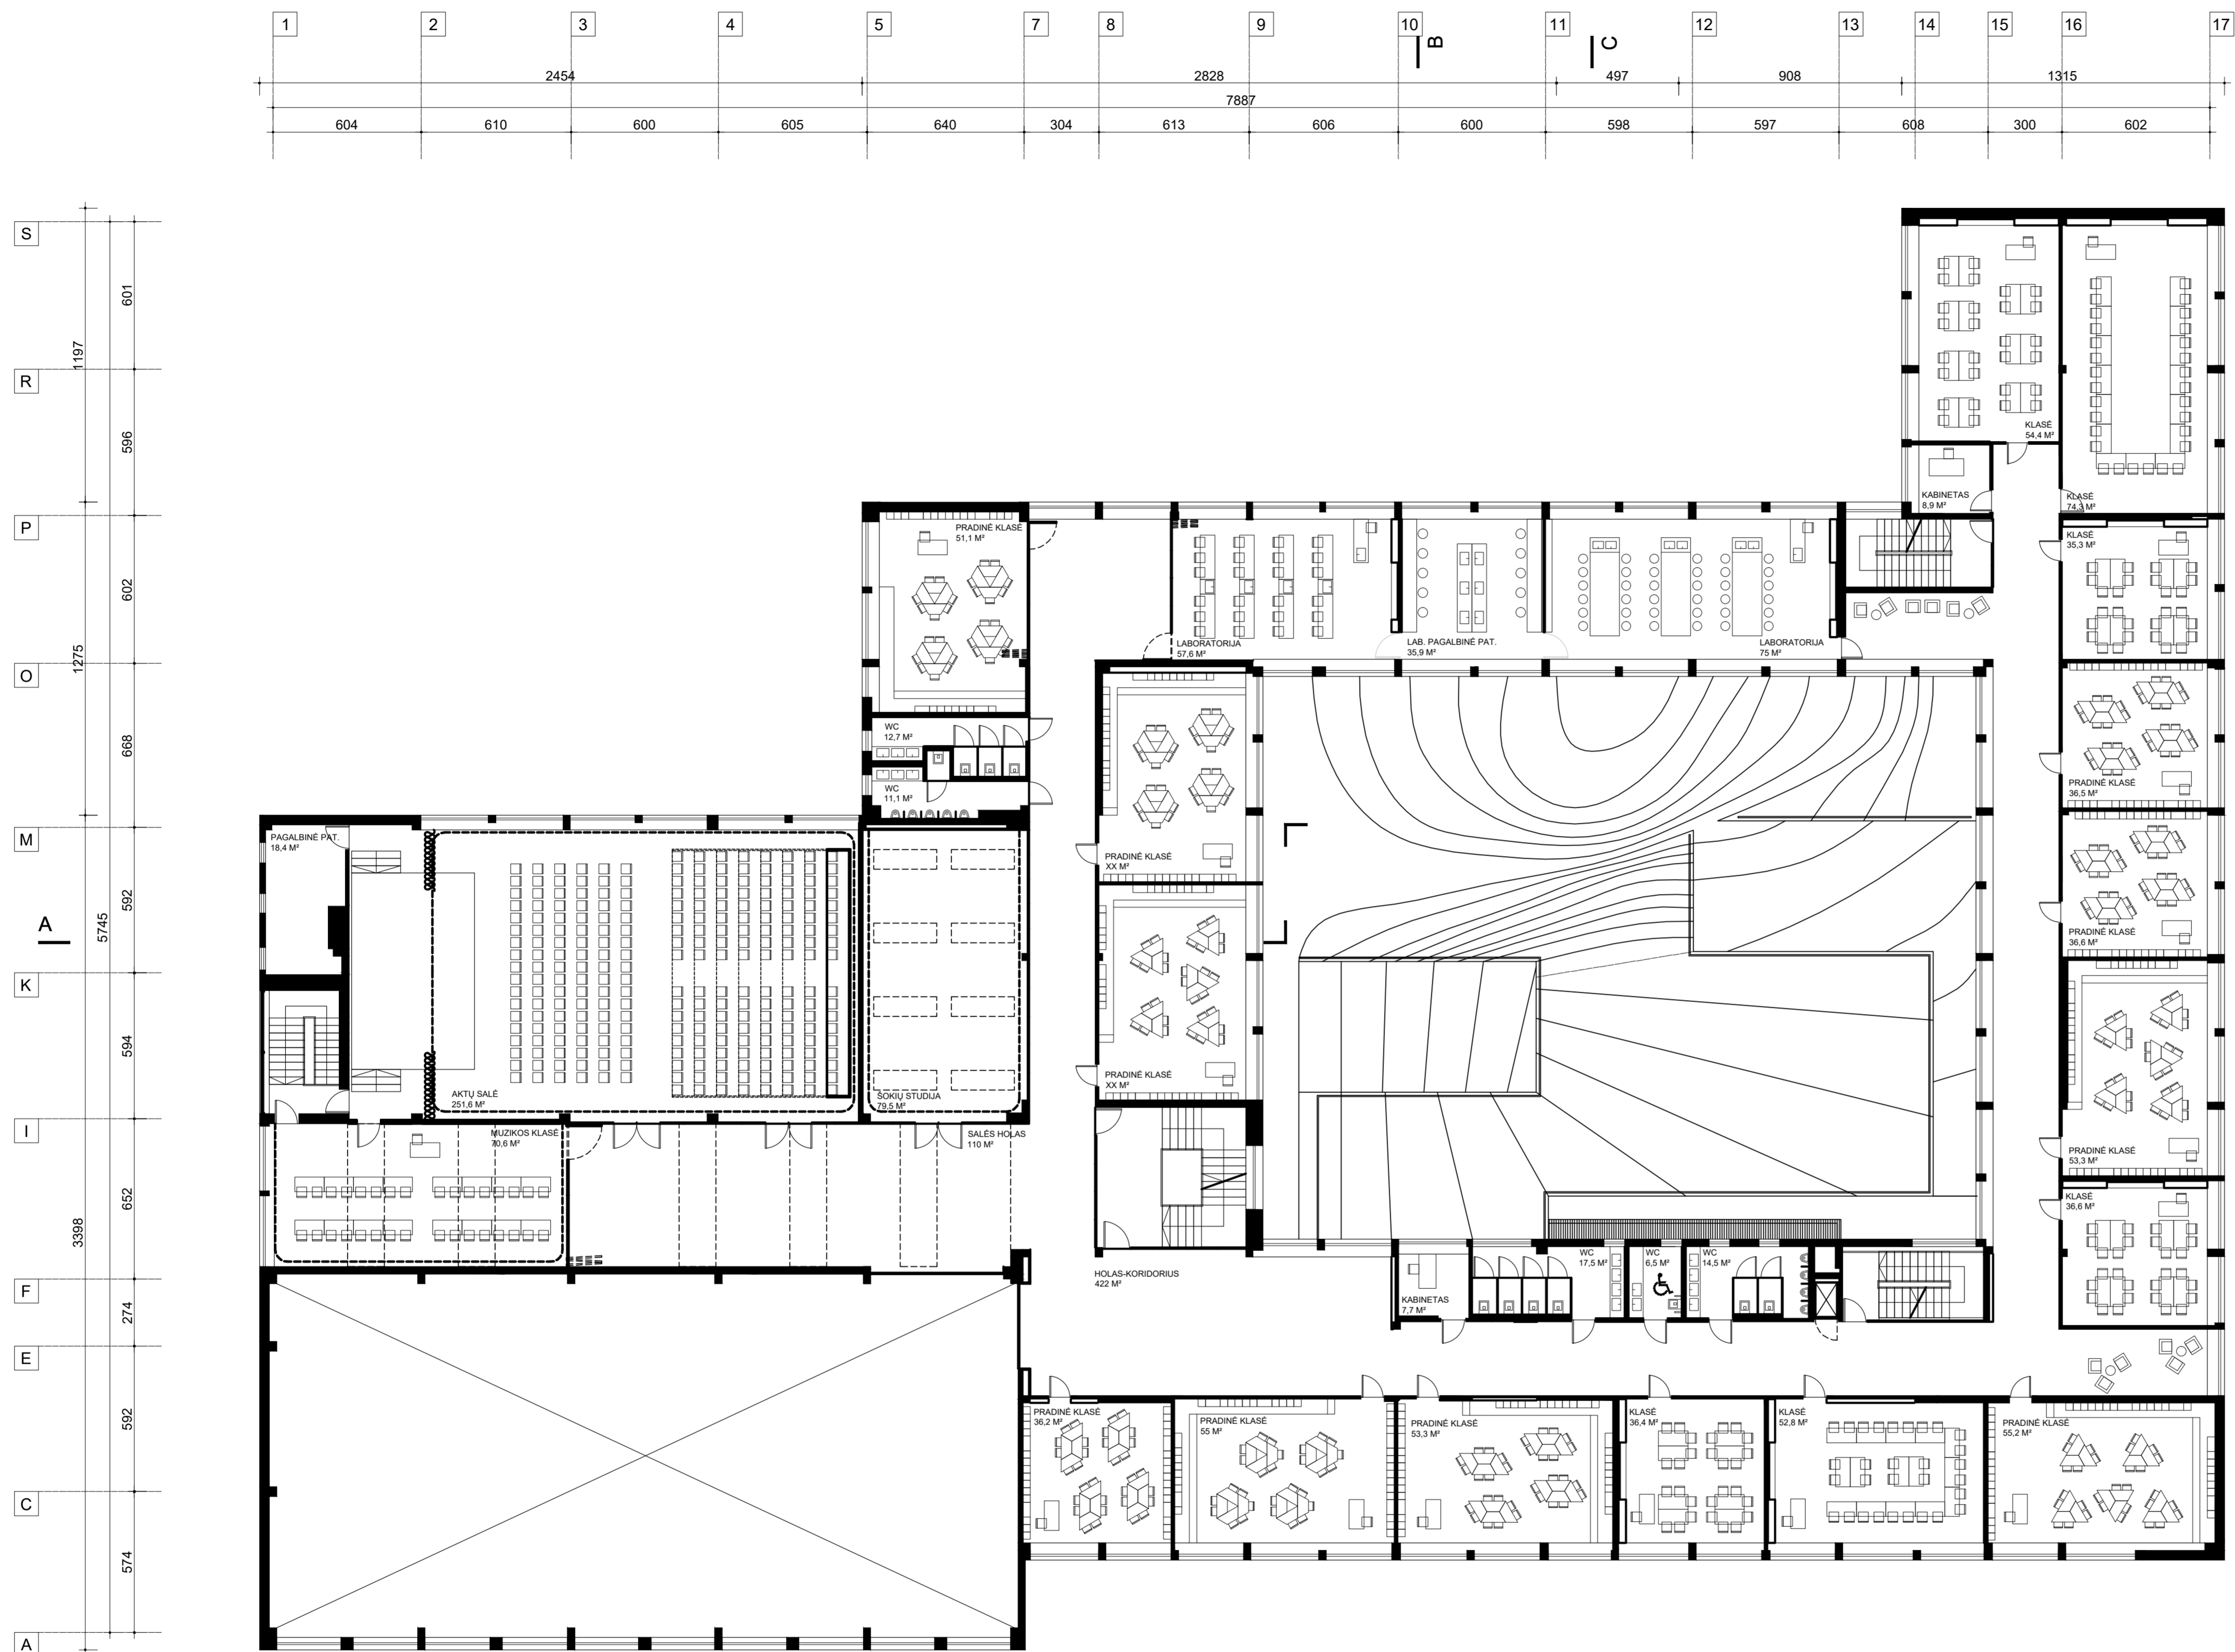 1 2 3 4 5 7 8 9 10 11 12 13 14 15 16 17
B C
2454 2828 497 908 1315
7887
604 610 600 605 640 304 613 606 600 598 597 608 300 602
S
601
1197
R
596
P
602
1275
O
668
M
592
A
5745
K
594
I
652
3398
F
274
E
592
C
574
A
KLASĖ
54,4 M²
KABINETAS
8,9 M²
KLASĖ
74,3 M²
PRADINĖ KLASĖ
51,1 M²
KLASĖ
35,3 M²
LABORATORIJA
57,6 M²
LAB. PAGALBINĖ PAT.
35,9 M²
LABORATORIJA
75 M²
WC
12,7 M²
WC
11,1 M²
PRADINĖ KLASĖ
36,5 M²
PAGALBINĖ PAT.
18,4 M²
PRADINĖ KLASĖ
XX M²
PRADINĖ KLASĖ
36,6 M²
PRADINĖ KLASĖ
XX M²
AKTŲ SALĖ
251,6 M²
ŠOKIŲ STUDIJA
79,5 M²
MUZIKOS KLASĖ
70,6 M²
SALĖS HOLAS
110 M²
PRADINĖ KLASĖ
53,3 M²
KLASĖ
36,6 M²
HOLAS-KORIDORIUS
422 M²
KABINETAS
7,7 M²
WC
17,5 M²
WC
6,5 M²
WC
14,5 M²
PRADINĖ KLASĖ
36,2 M²
PRADINĖ KLASĖ
55 M²
PRADINĖ KLASĖ
53,3 M²
KLASĖ
36,4 M²
KLASĖ
52,8 M²
PRADINĖ KLASĖ
55,2 M²